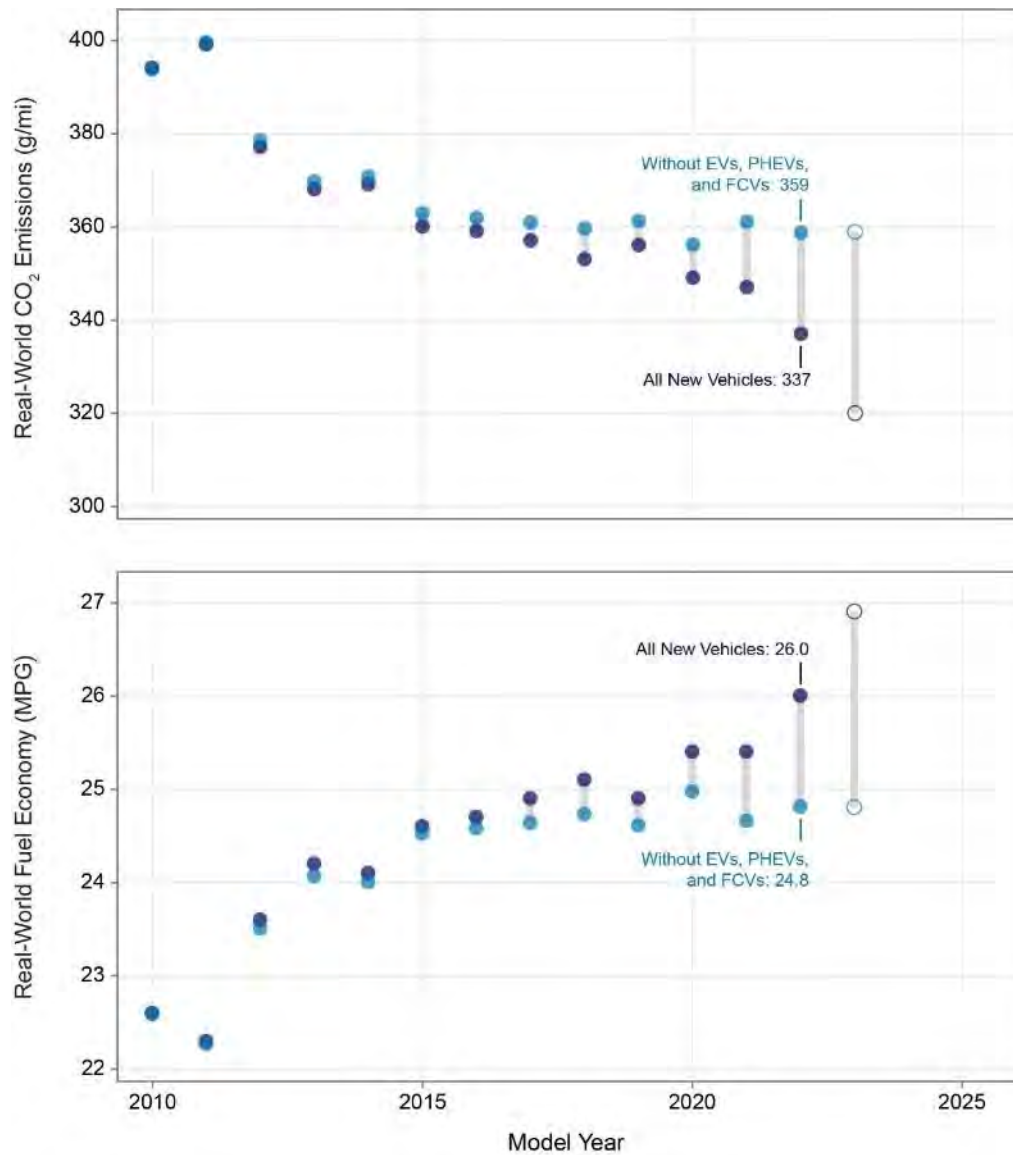 Real-World CO₂ Emissions (g/mi)
400
380
360
340
320
300
Without EVs, PHEVs,
and FCVs: 359
All New Vehicles: 337
Real-World Fuel Economy (MPG)
27
26
25
24
23
22
All New Vehicles: 26.0
Without EVs, PHEVs,
and FCVs: 24.8
2010
2015
2020
2025
Model Year